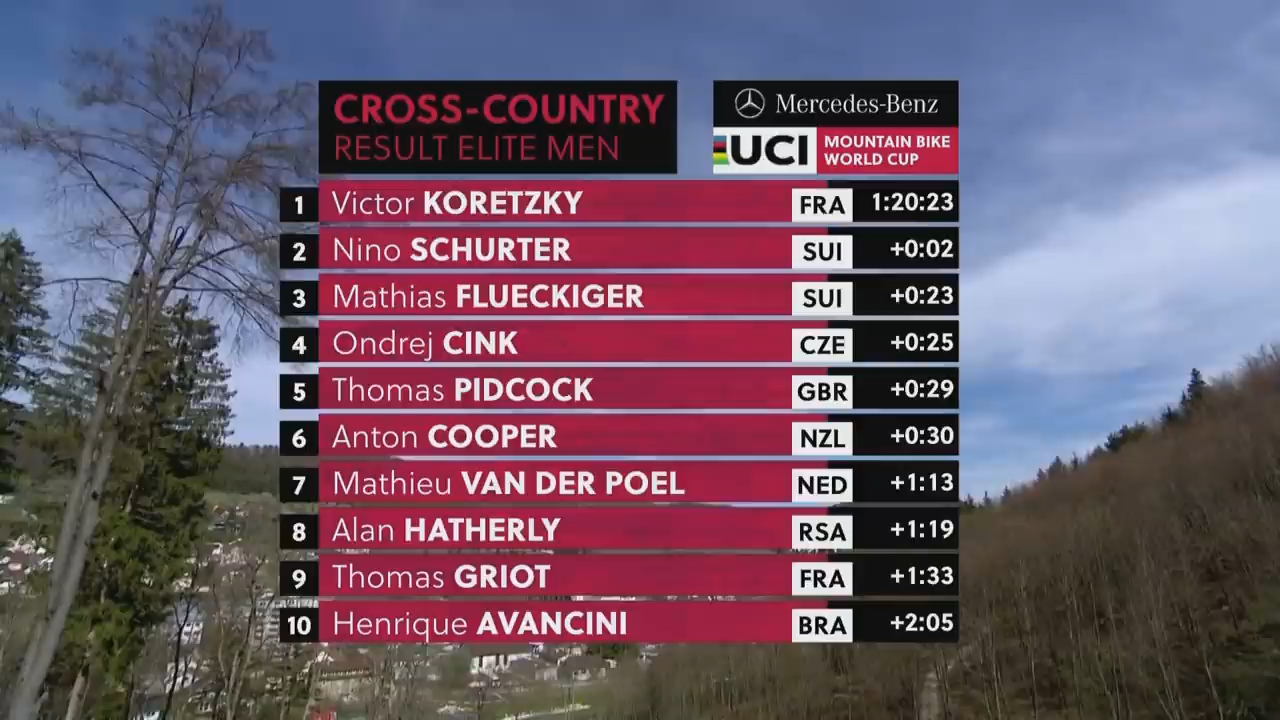 CROSS-COUNTRY
RESULT ELITE MEN
Mercedes-Benz
UCI MOUNTAIN BIKE
WORLD CUP
1 Victor KORETZKY FRA 1:20:23
2 Nino SCHURTER SUI +0:02
3 Mathias FLUECKIGER SUI +0:23
4 Ondrej CINK CZE +0:25
5 Thomas PIDCOCK GBR +0:29
6 Anton COOPER NZL +0:30
7 Mathieu VAN DER POEL NED +1:13
8 Alan HATHERLY RSA +1:19
9 Thomas GRIOT FRA +1:33
10 Henrique AVANCINI BRA +2:05